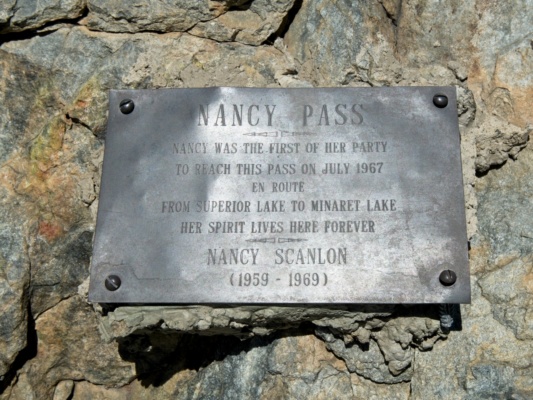 NANCY PASS
NANCY WAS THE FIRST OF HER PARTY
TO REACH THIS PASS ON JULY 1967
EN ROUTE
FROM SUPERIOR LAKE TO MINARET LAKE
HER SPIRIT LIVES HERE FOREVER
NANCY SCANLON
(1959 - 1969)